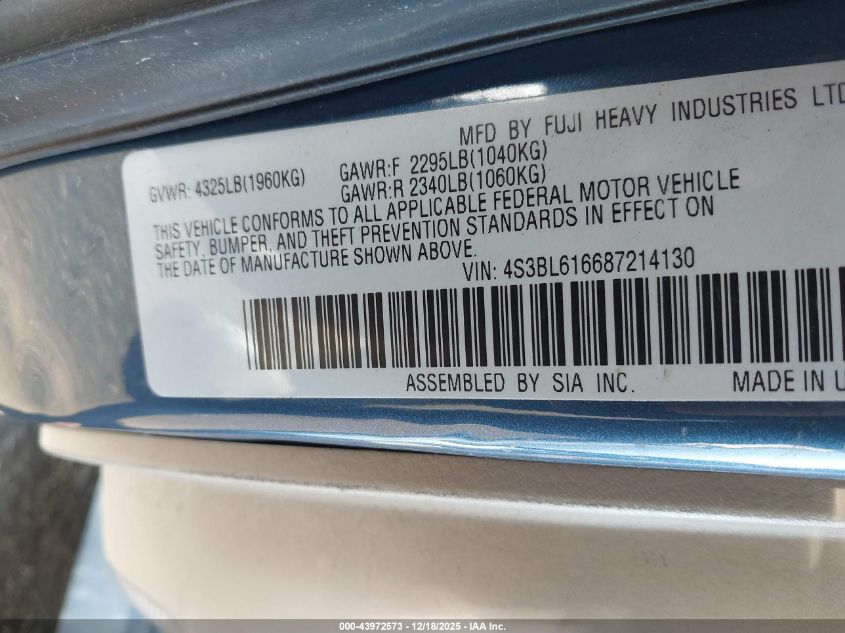 MFD BY FUJI HEAVY INDUSTRIES LTD
GVWR: 4325LB(1960KG) GAWR:F 2295LB(1040KG)
GAWR:R 2340LB(1060KG)
THIS VEHICLE CONFORMS TO ALL APPLICABLE FEDERAL MOTOR VEHICLE
SAFETY, BUMPER, AND THEFT PREVENTION STANDARDS IN EFFECT ON
THE DATE OF MANUFACTURE SHOWN ABOVE.
VIN: 4S3BL616687214130
ASSEMBLED BY SIA INC. MADE IN U
000-43972573 / 12/18/2025 - IAA Inc.